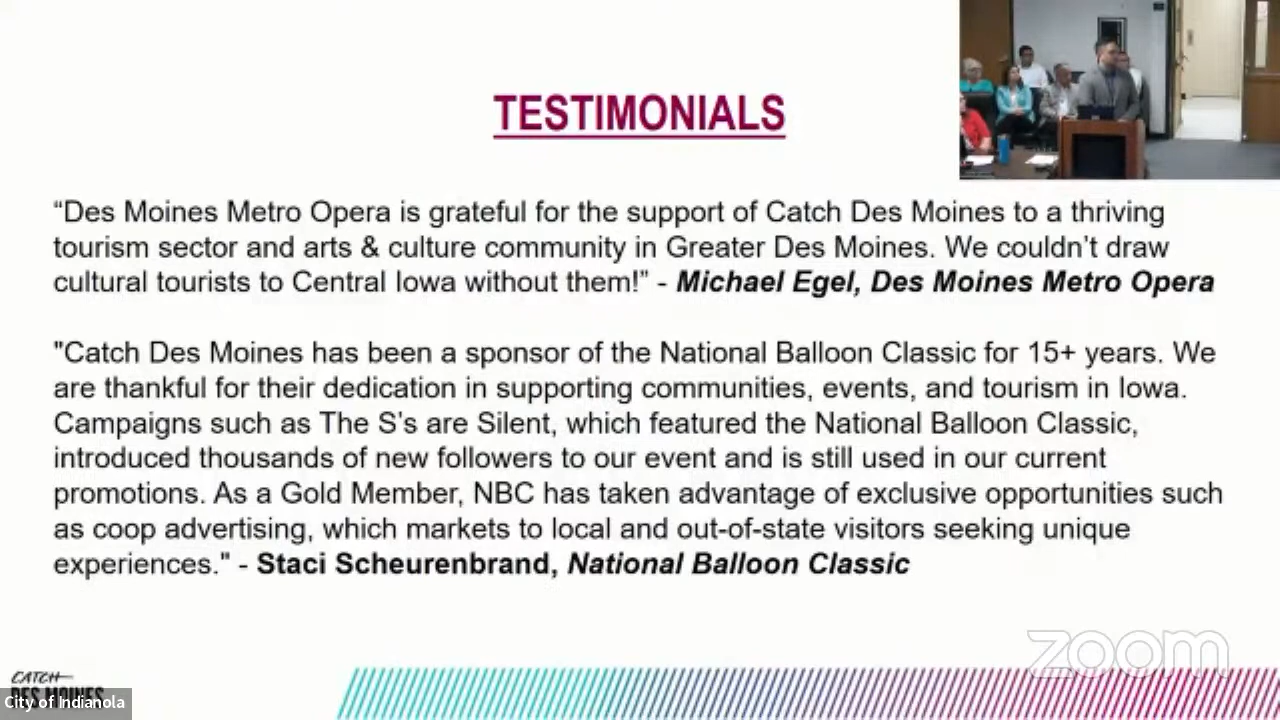 TESTIMONIALS
“Des Moines Metro Opera is grateful for the support of Catch Des Moines to a thriving
tourism sector and arts & culture community in Greater Des Moines. We couldn’t draw
cultural tourists to Central Iowa without them!” - Michael Egel, Des Moines Metro Opera
"Catch Des Moines has been a sponsor of the National Balloon Classic for 15+ years. We
are thankful for their dedication in supporting communities, events, and tourism in Iowa.
Campaigns such as The S's are Silent, which featured the National Balloon Classic,
introduced thousands of new followers to our event and is still used in our current
promotions. As a Gold Member, NBC has taken advantage of exclusive opportunities such
as coop advertising, which markets to local and out-of-state visitors seeking unique
experiences." - Staci Scheurenbrand, National Balloon Classic
zoom
CATCH
DES MOINES
City of Indianola